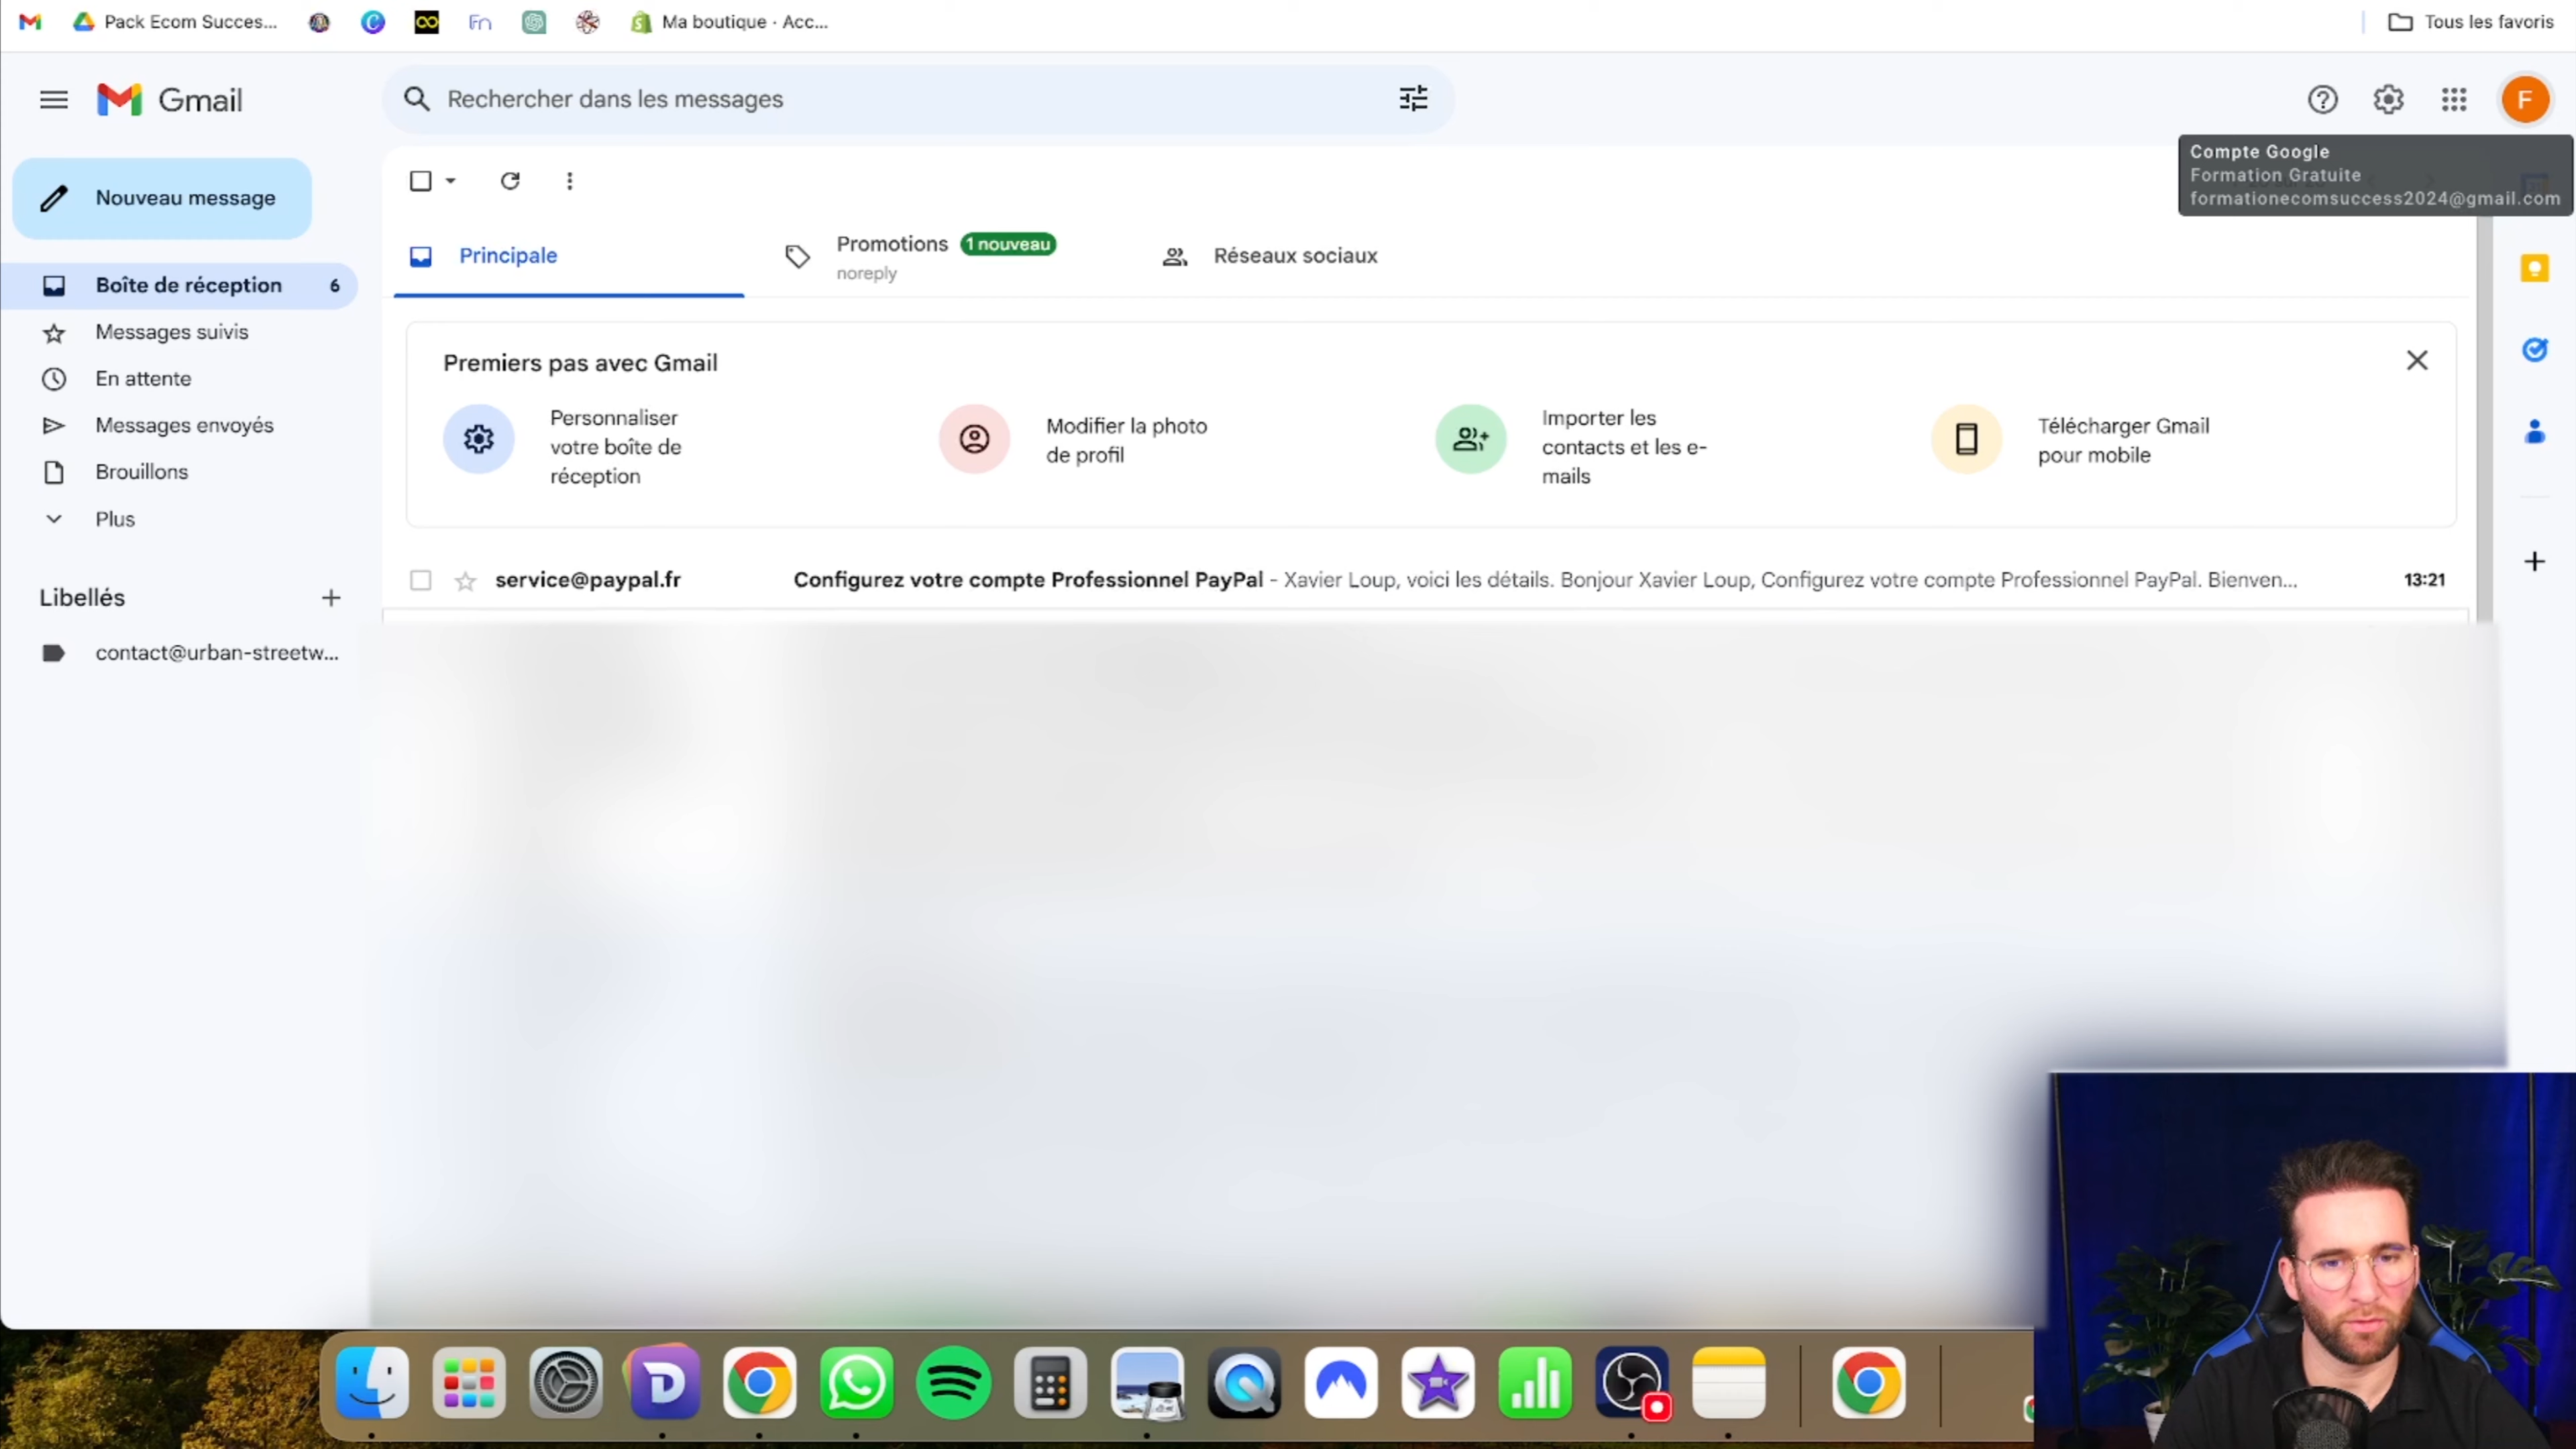 Pack Ecom Succes...
Fn
Ma boutique · Acc...
Tous les favoris
Gmail
Rechercher dans les messages
F
Compte Google
Formation Gratuite
formationecomsuccess2024@gmail.com
Nouveau message
Principale
Promotions
1 nouveau
noreply
Réseaux sociaux
Boîte de réception
6
Messages suivis
En attente
Messages envoyés
Brouillons
Plus
Libellés
contact@urban-streetw...
Premiers pas avec Gmail
Personnaliser
votre boîte de
réception
Modifier la photo
de profil
Importer les
contacts et les e-
mails
Télécharger Gmail
pour mobile
service@paypal.fr
Configurez votre compte Professionnel PayPal - Xavier Loup, voici les détails. Bonjour Xavier Loup, Configurez votre compte Professionnel PayPal. Bienven...
13:21